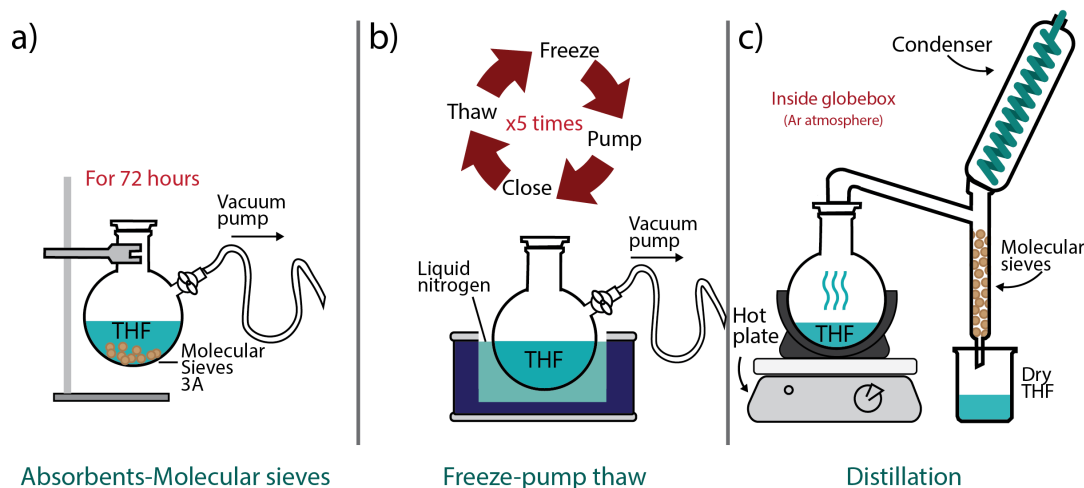 a)
For 72 hours
Vacuum
pump
THF
Molecular
Sieves
3A
Absorbents-Molecular sieves
b)
Freeze
Thaw
x5 times
Pump
Close
Vacuum
pump
Liquid
nitrogen
THF
Freeze-pump thaw
c)
Condenser
Inside globebox
(Ar atmosphere)
Molecular
sieves
THF
Hot
plate
Dry
THF
Distillation